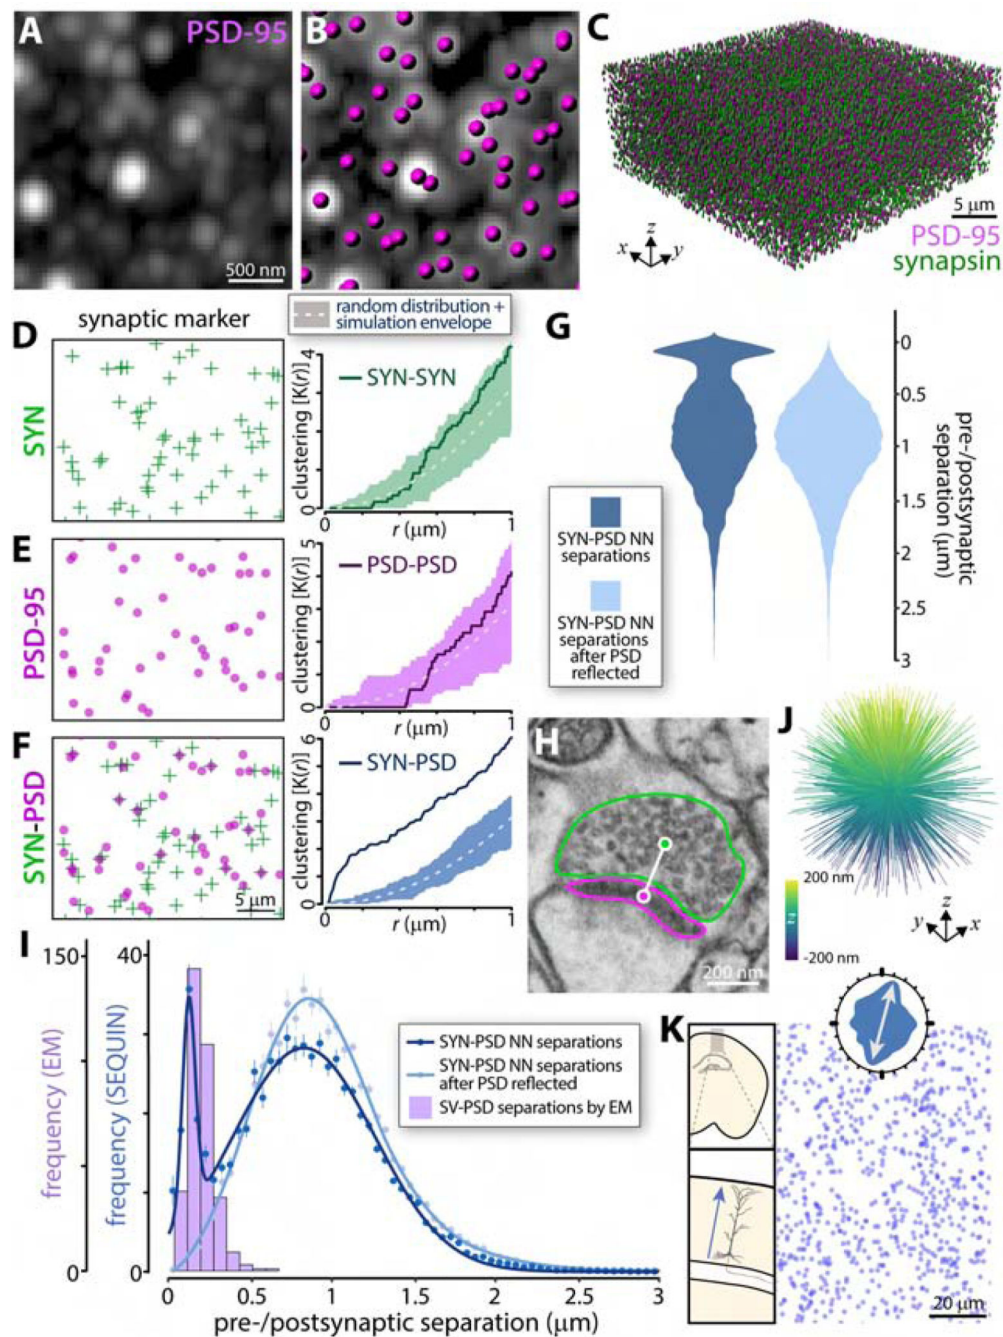 A
PSD-95
500 nm
B
C
5 μm
PSD-95
synapsin
z
x
y
D
synaptic marker
random distribution +
simulation envelope
SYN
clustering [K(r)]
4
0
SYN-SYN
0
r (μm)
1
E
PSD-95
clustering [K(r)]
5
0
PSD-PSD
0
r (μm)
1
F
SYN-PSD
5 μm
clustering [K(r)]
6
0
SYN-PSD
0
r (μm)
1
G
SYN-PSD NN
separations
SYN-PSD NN
separations
after PSD
reflected
0
0.5
1
1.5
2
2.5
3
pre-/postsynaptic
separation (μm)
H
200 nm
J
200 nm
z
-200 nm
z
y
x
I
frequency (EM)
150
0
frequency (SEQUIN)
40
0
SYN-PSD NN separations
SYN-PSD NN separations
after PSD reflected
SV-PSD separations by EM
0
0.5
1
1.5
2
2.5
3
pre-/postsynaptic separation (μm)
K
20 μm